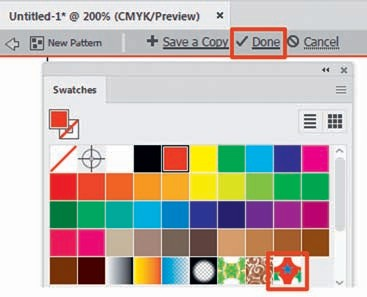 Untitled-1* @ 200% (CMYK/Preview) ×
New Pattern + Save a Copy Done Cancel
Swatches